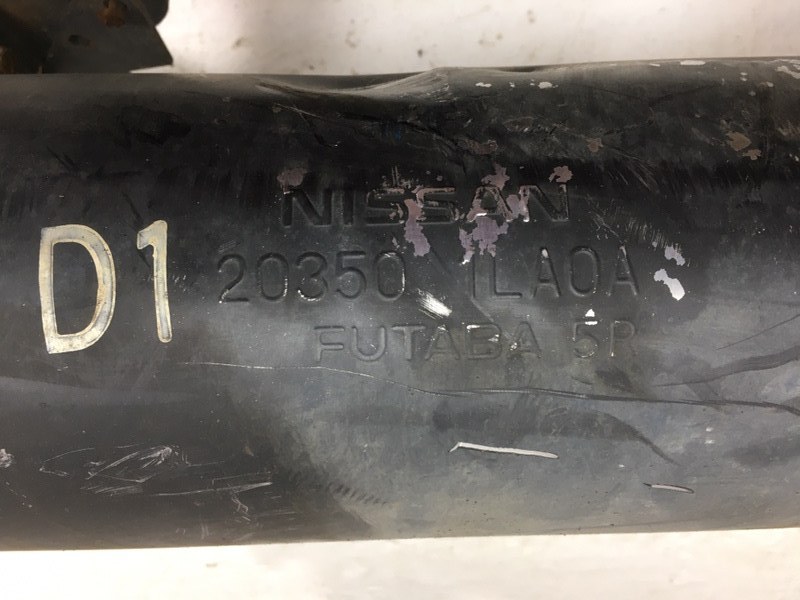 NISSAN
D1
20350 1LA0A
FUTABA 5P